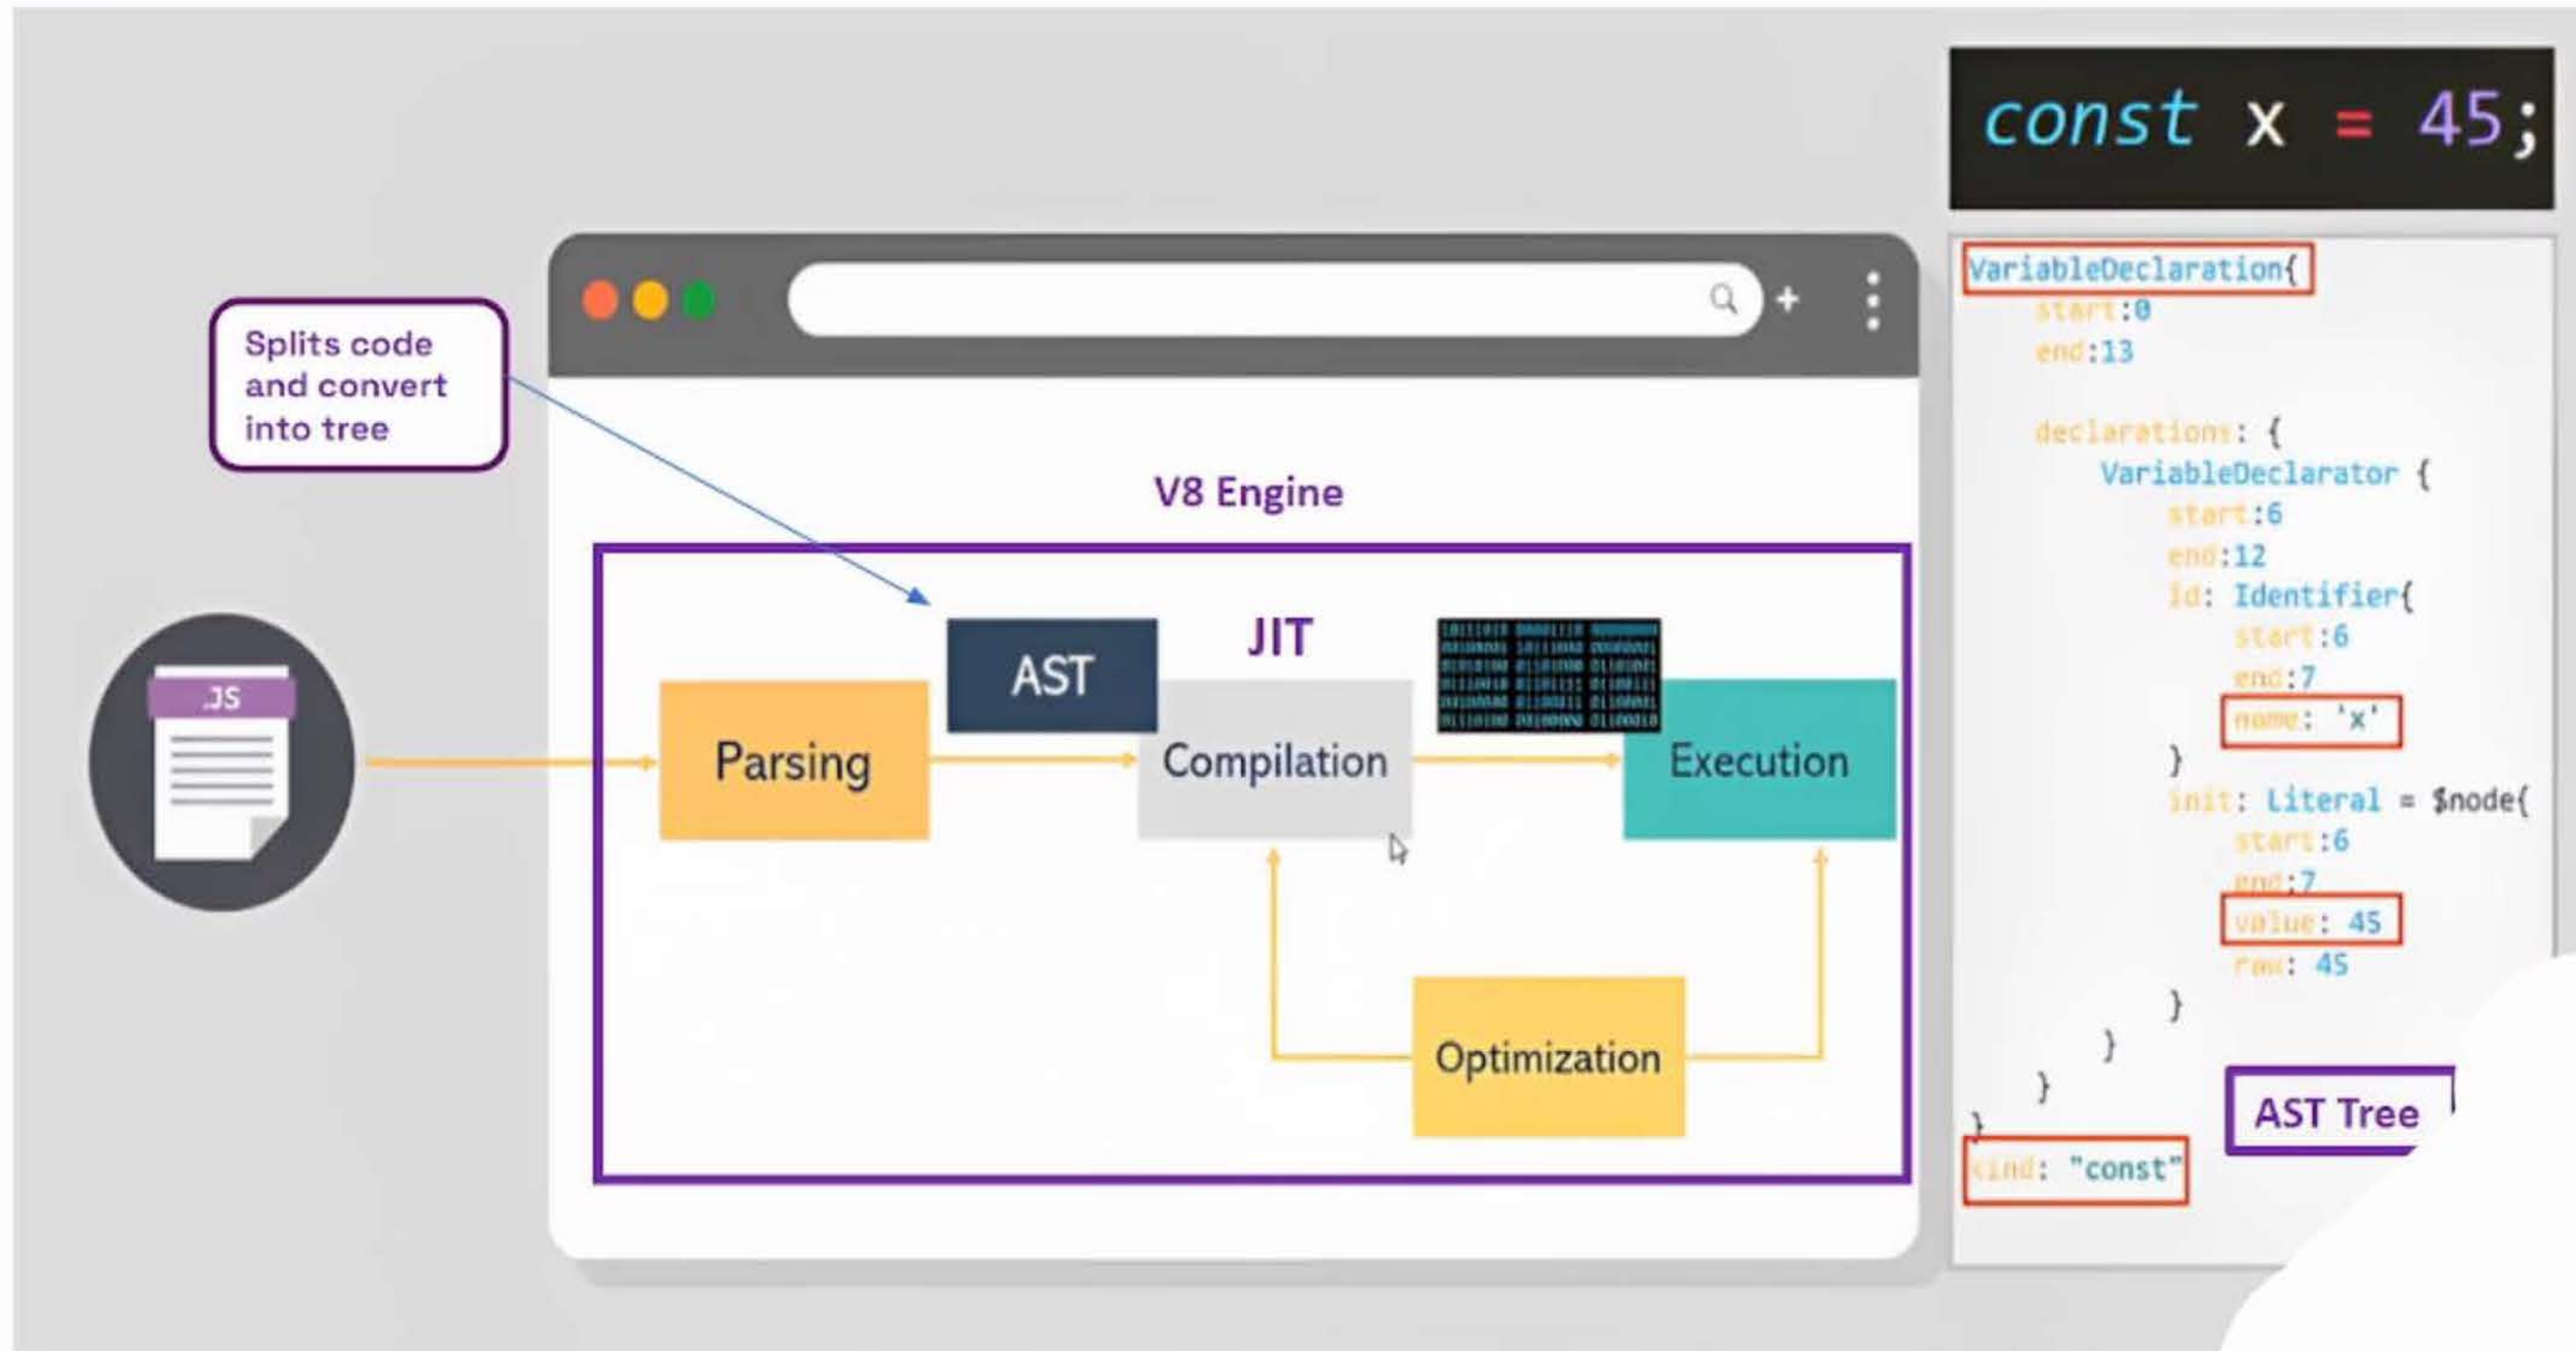 const x = 45;
Splits code
and convert
into tree
V8 Engine
JIT
AST
.JS
Parsing
Compilation
Execution
Optimization
VariableDeclaration{
start:0
end:13
declarations: {
VariableDeclarator {
start:6
end:12
id: Identifier{
start:6
end:7
name: 'x'
}
init: Literal = $node{
start:6
end:7
value: 45
raw: 45
}
}
}
}
kind: "const"
AST Tree